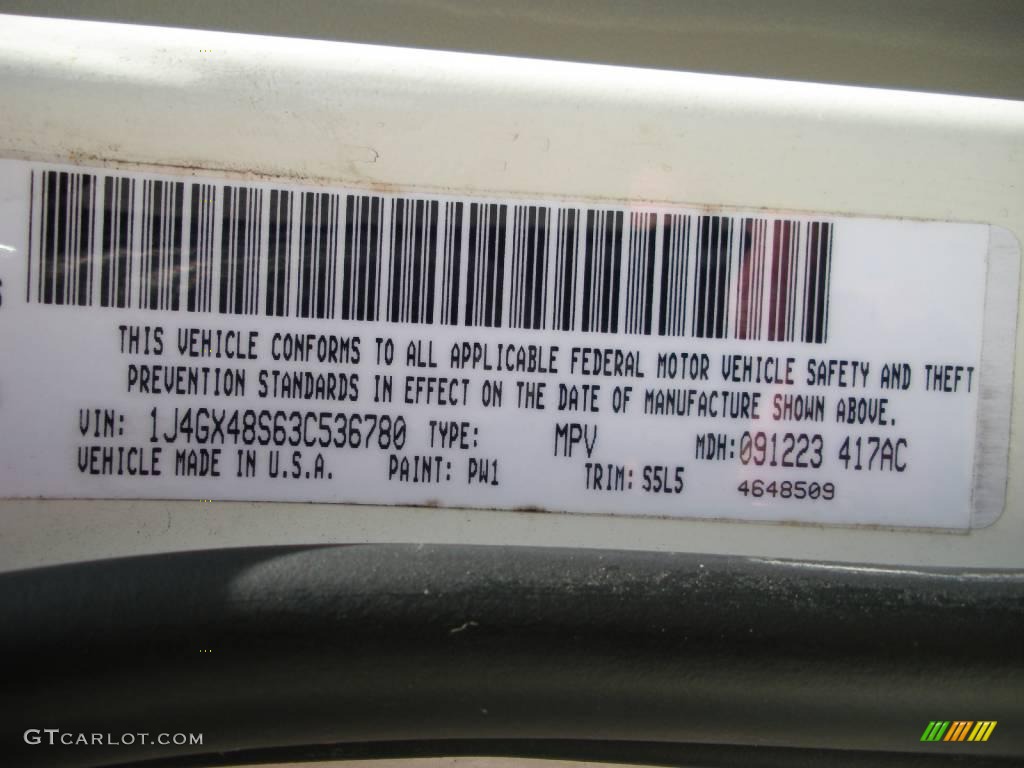 THIS VEHICLE CONFORMS TO ALL APPLICABLE FEDERAL MOTOR VEHICLE SAFETY AND THEFT
PREVENTION STANDARDS IN EFFECT ON THE DATE OF MANUFACTURE SHOWN ABOVE.
VIN: 1J4GX48S63C536780 TYPE: MPV MDH:091223 417AC
VEHICLE MADE IN U.S.A. PAINT: PW1 TRIM: S5L5 4648509
GTCARLOT.COM